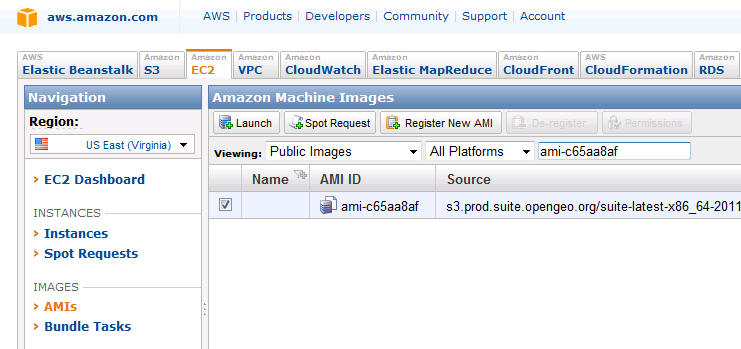 aws.amazon.com
AWS | Products | Developers | Community | Support | Account
AWS Amazon Amazon Amazon Amazon Amazon Amazon AWS Amazon
Elastic Beanstalk S3 EC2 VPC CloudWatch Elastic MapReduce CloudFront CloudFormation RDS
Navigation
Region:
US East (Virginia)
EC2 Dashboard
INSTANCES
Instances
Spot Requests
IMAGES
AMIs
Bundle Tasks
Amazon Machine Images
Launch Spot Request Register New AMI De-register Permissions
Viewing: Public Images All Platforms ami-c65aa8af
Name AMI ID Source
ami-c65aa8af s3.prod.suite.opengeo.org/suite-latest-x86_64-2011